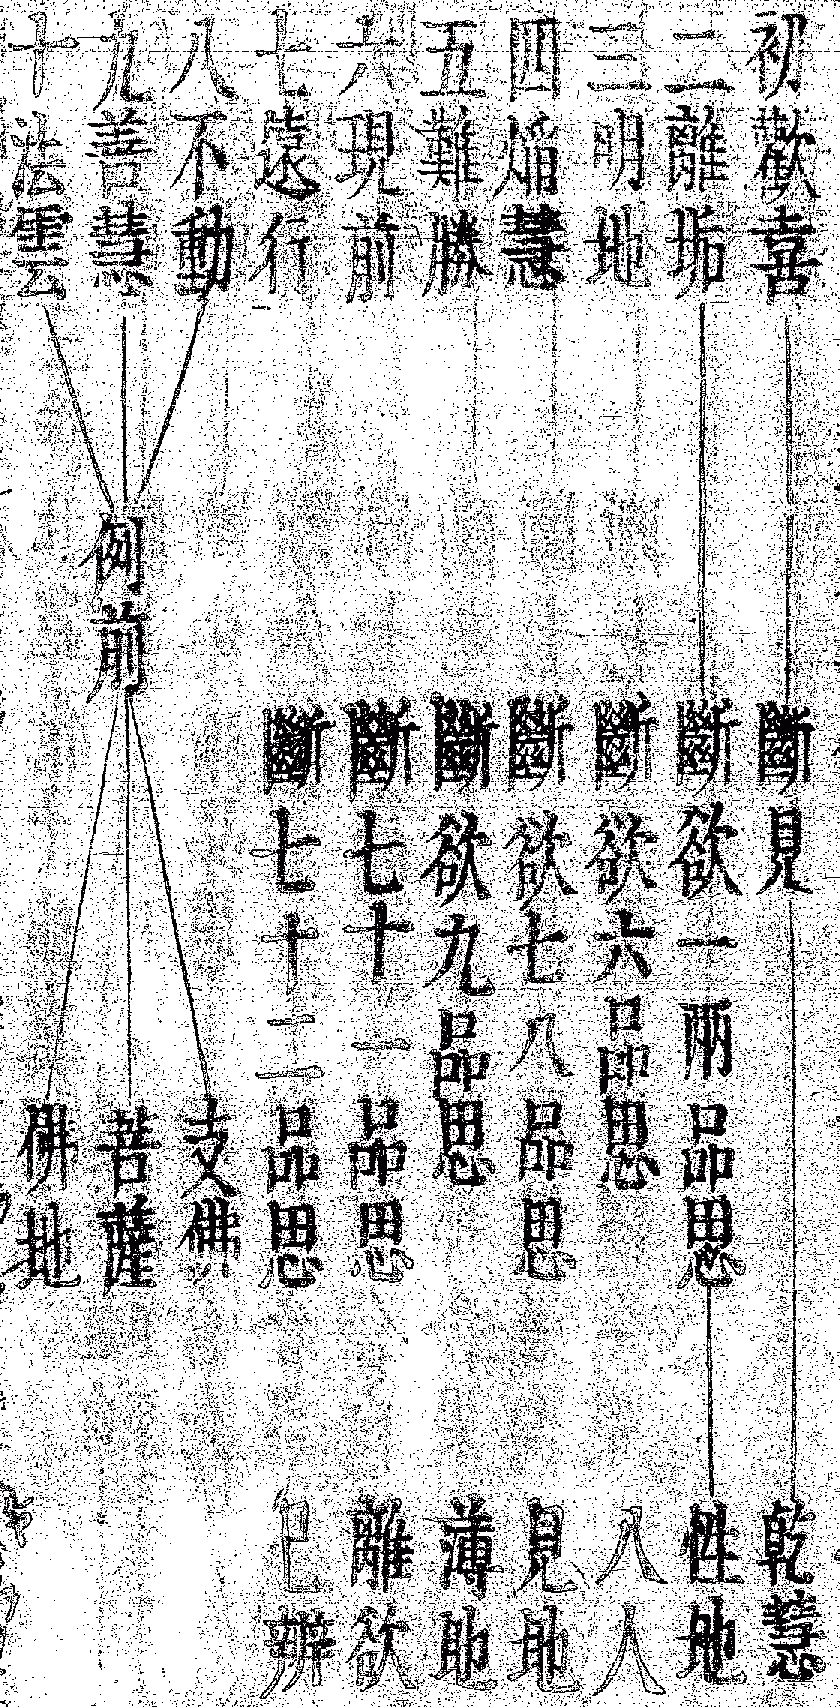 初歡喜 斷見 乾慧
二離垢 斷欲一兩品思 性地
三明地 斷欲六品思 八人
四焰慧 斷欲七八品思 見地
五難勝 斷欲九品思 薄地
六現前 斷七十一品思 離欲
七遠行 斷七十二品思 已辦
八不動 支佛
九善慧 例前 菩薩
十法雲 佛地